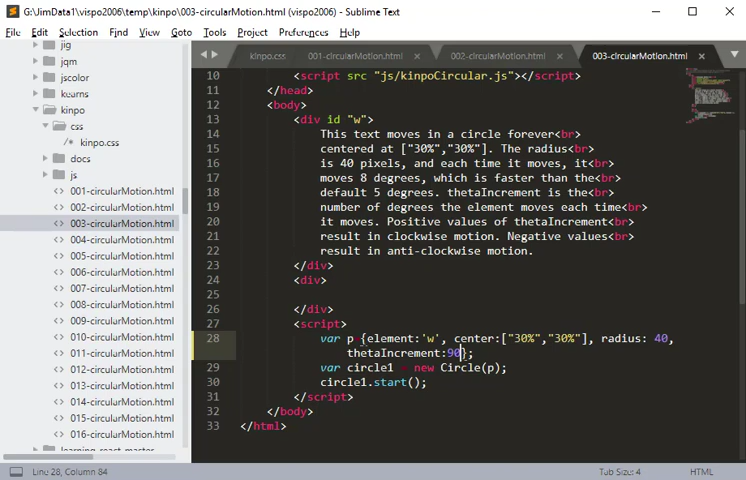 G:\JimData1\vispo2006\temp\kinpo\003-circularMotion.html (vispo2006) - Sublime Text
File Edit Selection Find View Goto Tools Project Preferences Help
kinpo.css 001-circularMotion.html 002-circularMotion.html 003-circularMotion.html
jig
jqm
jscolor
kearns
kinpo
css
/* kinpo.css
docs
js
<> 001-circularMotion.html
<> 002-circularMotion.html
<> 003-circularMotion.html
<> 004-circularMotion.html
<> 005-circularMotion.html
<> 006-circularMotion.html
<> 007-circularMotion.html
<> 008-circularMotion.html
<> 009-circularMotion.html
<> 010-circularMotion.html
<> 011-circularMotion.html
<> 012-circularMotion.html
<> 013-circularMotion.html
<> 014-circularMotion.html
<> 015-circularMotion.html
<> 016-circularMotion.html
learning react master
10 <script src "js/kinpoCircular.js"></script>
11 </head>
12 <body>
13 <div id "w">
14 This text moves in a circle forever<br>
15 centered at ["30%","30%"]. The radius<br>
16 is 40 pixels, and each time it moves, it<br>
17 moves 8 degrees, which is faster than the<br>
18 default 5 degrees. thetaIncrement is the<br>
19 number of degrees the element moves each time<br>
20 it moves. Positive values of thetaIncrement<br>
21 result in clockwise motion. Negative values<br>
22 result in anti-clockwise motion.
23 </div>
24 <div>
25
26 </div>
27 <script>
28 var p {element:'w', center:["30%","30%"], radius: 40,
thetaIncrement:90};
29 var circle1 = new Circle(p);
30 circle1.start();
31 </script>
32 </body>
33 </html>
Line 28, Column 84 Tab Size: 4 HTML